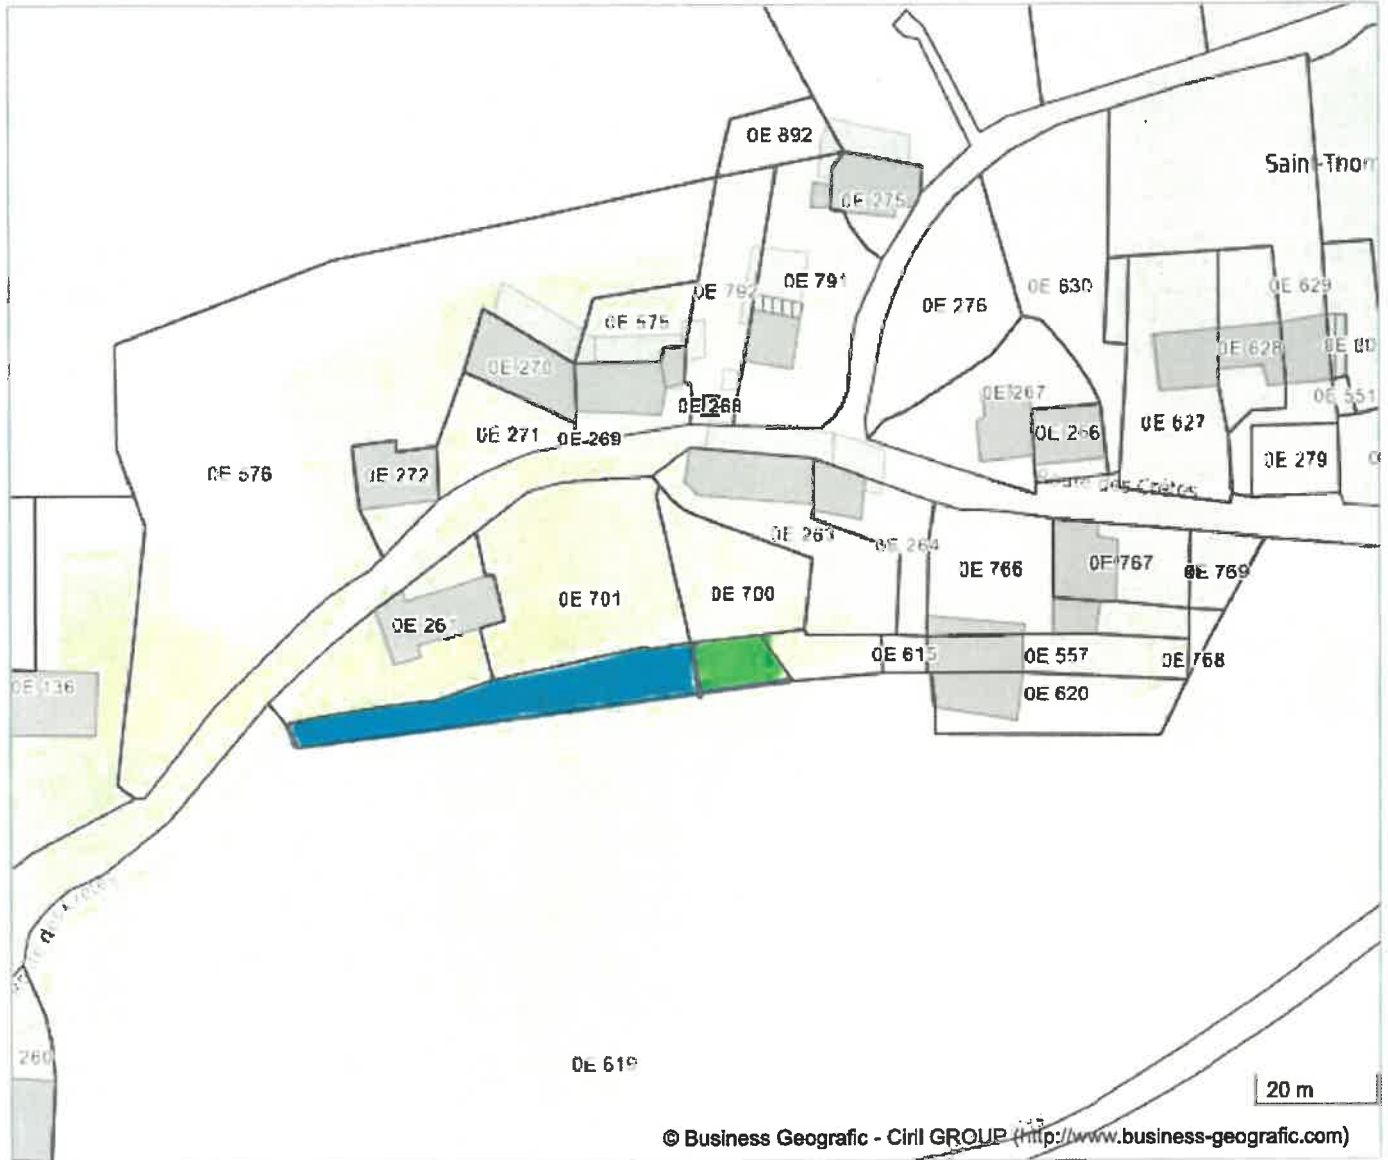 0E 892
Saint-Thom
0E 275
0E 792
0E 791
0E 276
0E 630
0E 629
0E 575
0E 628
0E 270
0E 267
0E 551
0E 268
0E 271
0E 269
0E 266
0E 627
0E 279
0E 576
0E 272
Route des Crêtes
0E 263
0E 264
0E 766
0E 767
0E 769
0E 701
0E 700
0E 26
0E 615
0E 557
0E 768
0E 136
0E 620
260
0E 619
20 m
© Business Geografic - Ciril GROUP (http://www.business-geografic.com)